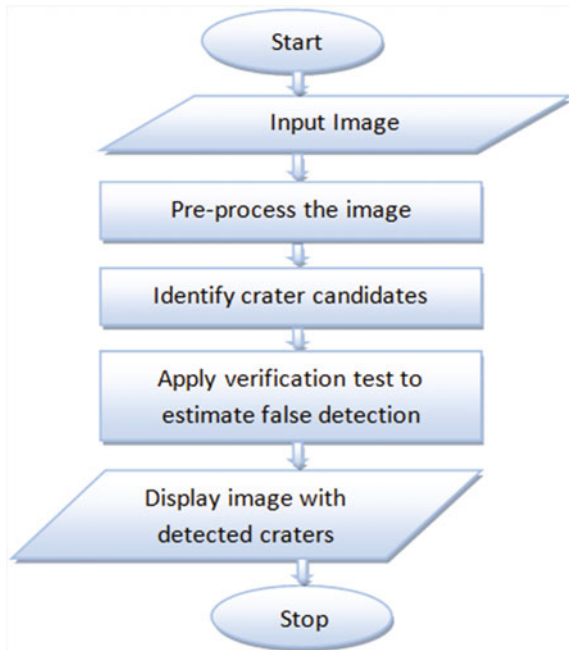 Start
Input Image
Pre-process the image
Identify crater candidates
Apply verification test to
estimate false detection
Display image with
detected craters
Stop